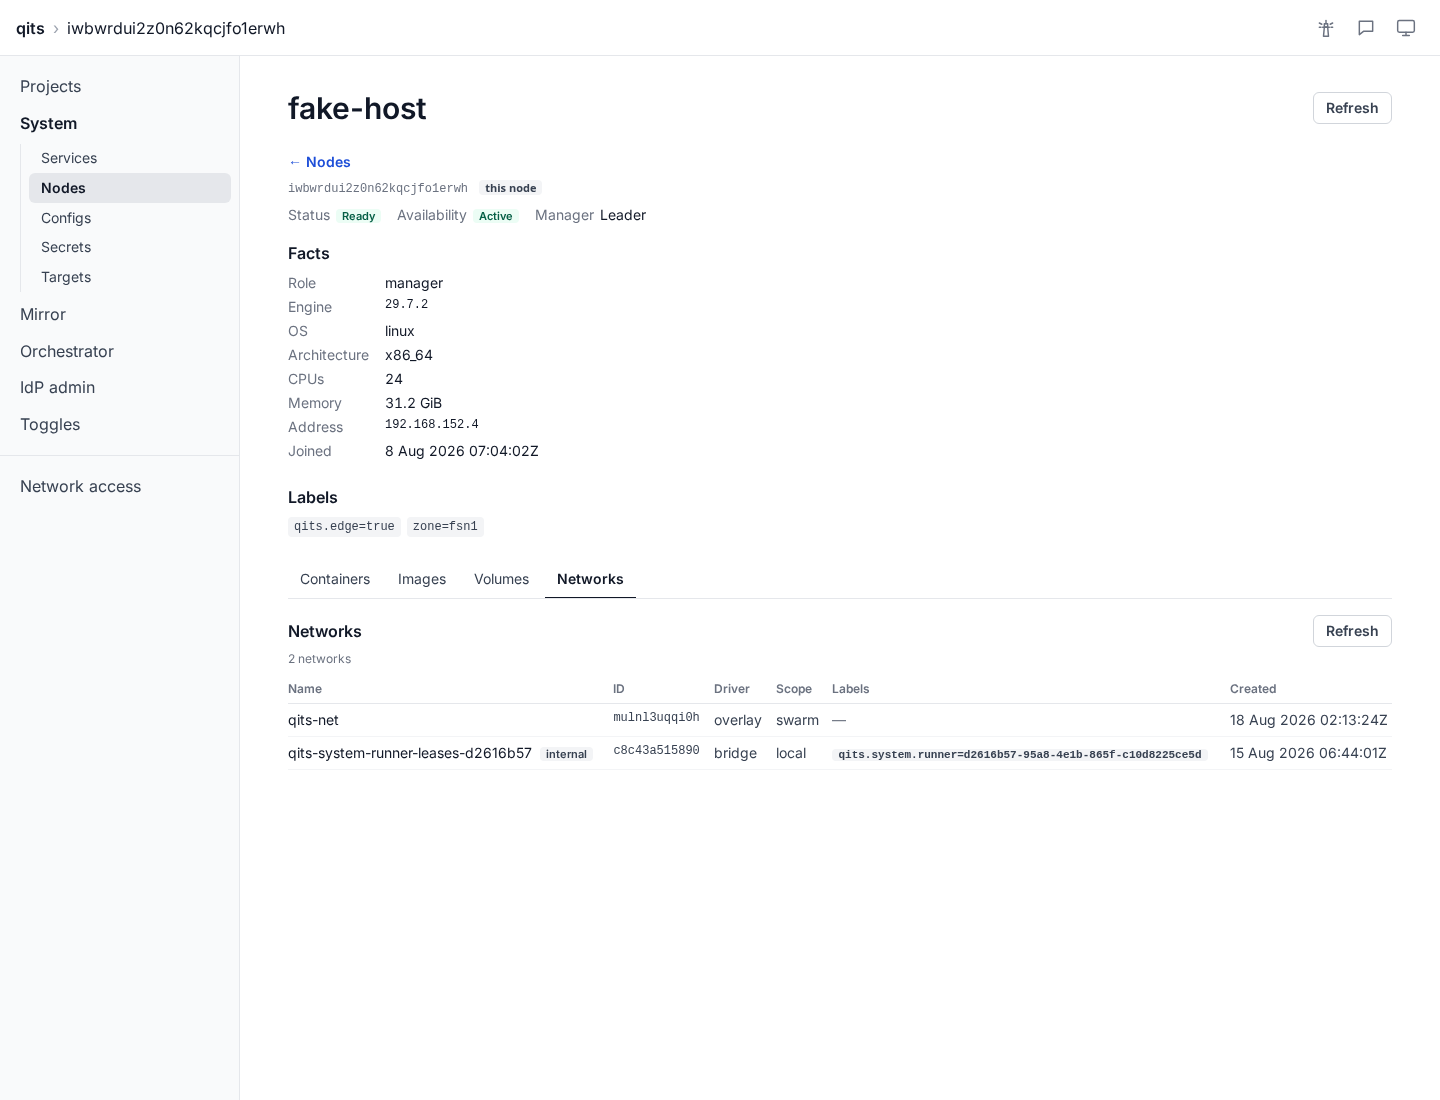 qits › iwbwrdui2z0n62kqcjfo1erwh
Projects
System
Services
Nodes
Configs
Secrets
Targets
Mirror
Orchestrator
IdP admin
Toggles
Network access
fake-host
Refresh
← Nodes
iwbwrdui2z0n62kqcjfo1erwh this node
Status Ready Availability Active Manager Leader
Facts
Role manager
Engine 29.7.2
OS linux
Architecture x86_64
CPUs 24
Memory 31.2 GiB
Address 192.168.152.4
Joined 8 Aug 2026 07:04:02Z
Labels
qits.edge=true zone=fsn1
Containers Images Volumes Networks
Networks
Refresh
2 networks
Name ID Driver Scope Labels Created
qits-net mulnl3uqqi0h overlay swarm — 18 Aug 2026 02:13:24Z
qits-system-runner-leases-d2616b57 internal c8c43a515890 bridge local qits.system.runner=d2616b57-95a8-4e1b-865f-c10d8225ce5d 15 Aug 2026 06:44:01Z